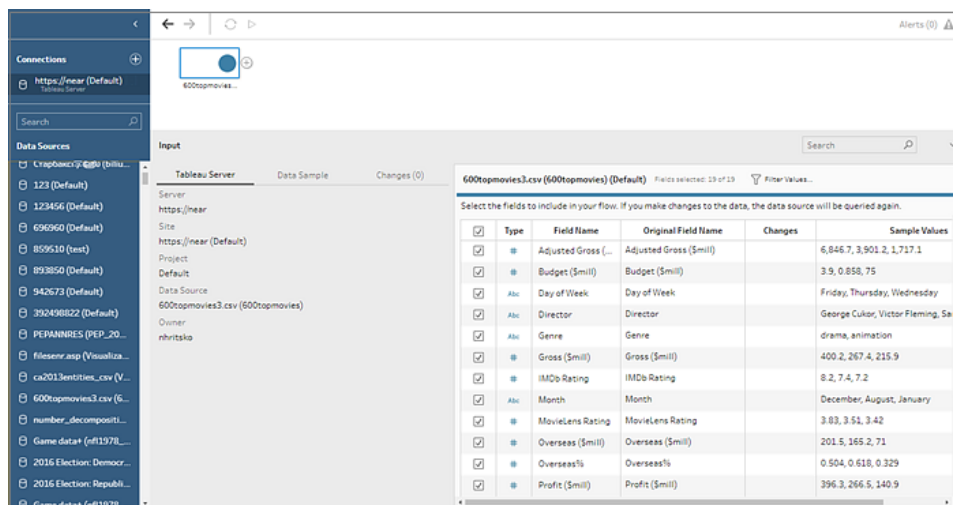 Alerts (0)
Connections
https://near (Default)
Tableau Server
600topmovies...
Search
Data Sources
123 (Default)
123456 (Default)
696960 (Default)
859510 (test)
893850 (Default)
942673 (Default)
392498822 (Default)
PEPANNRES (PEP_20...
filesenr.asp (Visualiza...
ca2013entities_csv (V...
600topmovies3.csv (6...
number_decompositi...
Game data+ (nfl1978_...
2016 Election: Democr...
2016 Election: Republi...
Input
Search
Tableau Server Data Sample Changes (0)
Server
https://near
Site
https://near (Default)
Project
Default
Data Source
600topmovies3.csv (600topmovies)
Owner
nhritsko
600topmovies3.csv (600topmovies) (Default) Fields selected: 19 of 19 Filter Values...
Select the fields to include in your flow. If you make changes to the data, the data source will be queried again.
Type Field Name Original Field Name Changes Sample Values
# Adjusted Gross (... Adjusted Gross ($mill) 6,846.7, 3,901.2, 1,717.1
# Budget ($mill) Budget ($mill) 3.9, 0.858, 75
Abc Day of Week Day of Week Friday, Thursday, Wednesday
Abc Director Director George Cukor, Victor Fleming, Sa
Abc Genre Genre drama, animation
# Gross ($mill) Gross ($mill) 400.2, 267.4, 215.9
# IMDb Rating IMDb Rating 8.2, 7.4, 7.2
Abc Month Month December, August, January
# MovieLens Rating MovieLens Rating 3.83, 3.51, 3.42
# Overseas ($mill) Overseas ($mill) 201.5, 165.2, 71
# Overseas% Overseas% 0.504, 0.618, 0.329
# Profit ($mill) Profit ($mill) 396.3, 266.5, 140.9